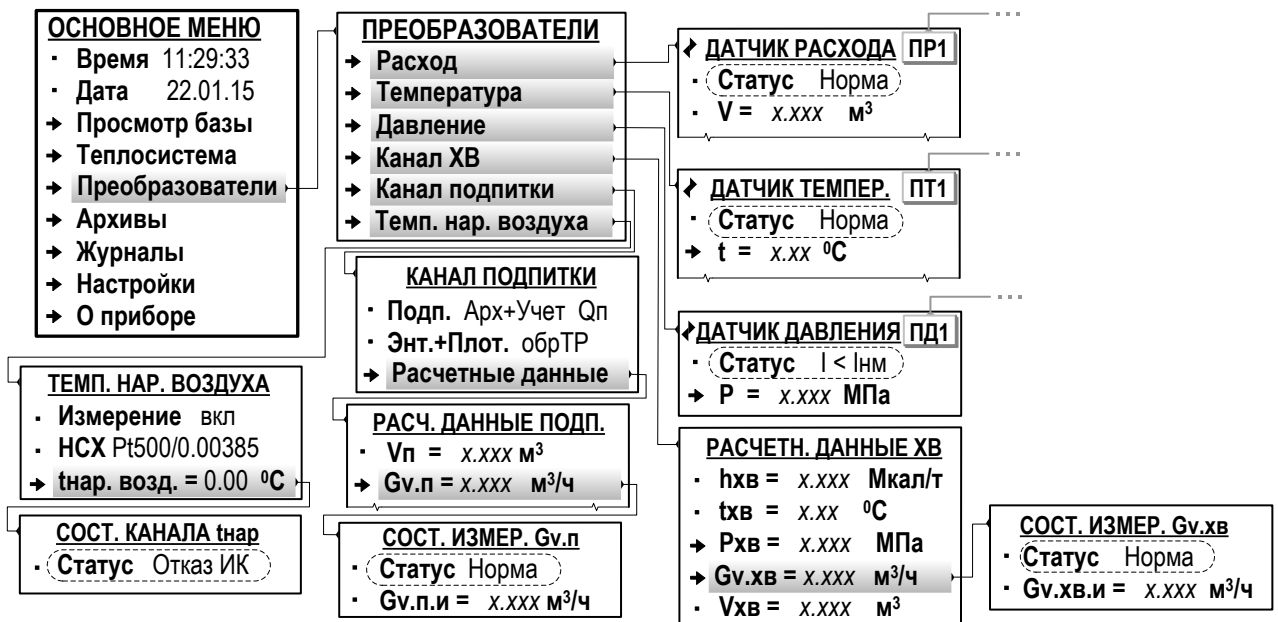 ОСНОВНОЕ МЕНЮ
Время 11:29:33
Дата 22.01.15
Просмотр базы
Теплосистема
Преобразователи
Архивы
Журналы
Настройки
О приборе
ПРЕОБРАЗОВАТЕЛИ
Расход
Температура
Давление
Канал ХВ
Канал подпитки
Темп. нар. воздуха
ДАТЧИК РАСХОДА ПР1
Статус Норма
V = x.xxx м³
ДАТЧИК ТЕМПЕР. ПТ1
Статус Норма
t = x.xx ⁰C
ДАТЧИК ДАВЛЕНИЯ ПД1
Статус I < Iнм
P = x.xxx МПа
КАНАЛ ПОДПИТКИ
Подп. Арх+Учет Qп
Энт.+Плот. обрТР
Расчетные данные
ТЕМП. НАР. ВОЗДУХА
Измерение вкл
НСХ Pt500/0.00385
tнар. возд. = 0.00 ⁰C
РАСЧ. ДАННЫЕ ПОДП.
Vп = x.xxx м³
Gv.п = x.xxx м³/ч
РАСЧЕТН. ДАННЫЕ ХВ
hхв = x.xxx Мкал/т
tхв = x.xx ⁰C
Pхв = x.xxx МПа
Gv.хв = x.xxx м³/ч
Vхв = x.xxx м³
СОСТ. КАНАЛА tнар
Статус Отказ ИК
СОСТ. ИЗМЕР. Gv.п
Статус Норма
Gv.п.и = x.xxx м³/ч
СОСТ. ИЗМЕР. Gv.хв
Статус Норма
Gv.хв.и = x.xxx м³/ч